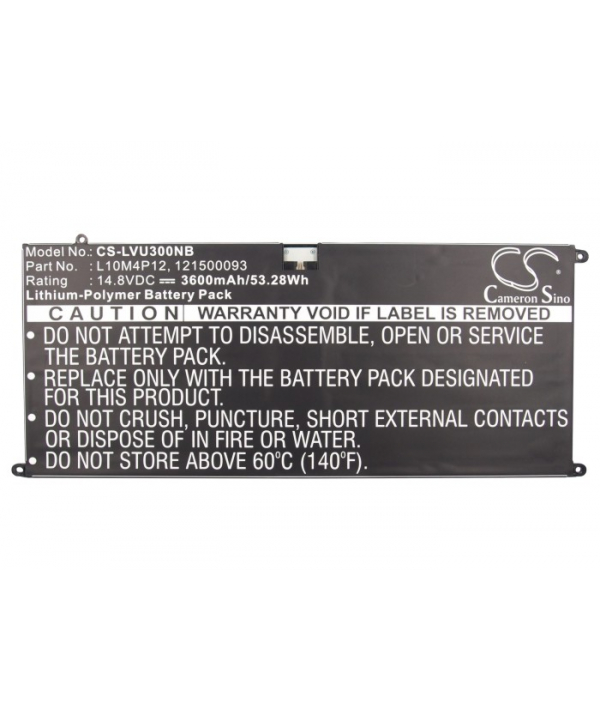 Model No.: CS-LVU300NB
Part No. : L10M4P12, 121500093
Rating : 14.8VDC ⎓ 3600mAh/53.28Wh
Lithium-Polymer Battery Pack
CS
Cameron Sino
CAUTION WARRANTY VOID IF LABEL IS REMOVED
• DO NOT ATTEMPT TO DISASSEMBLE, OPEN OR SERVICE
THE BATTERY PACK.
• REPLACE ONLY WITH THE BATTERY PACK DESIGNATED
FOR THIS PRODUCT.
• DO NOT CRUSH, PUNCTURE, SHORT EXTERNAL CONTACTS
OR DISPOSE OF IN FIRE OR WATER.
• DO NOT STORE ABOVE 60°C (140°F).